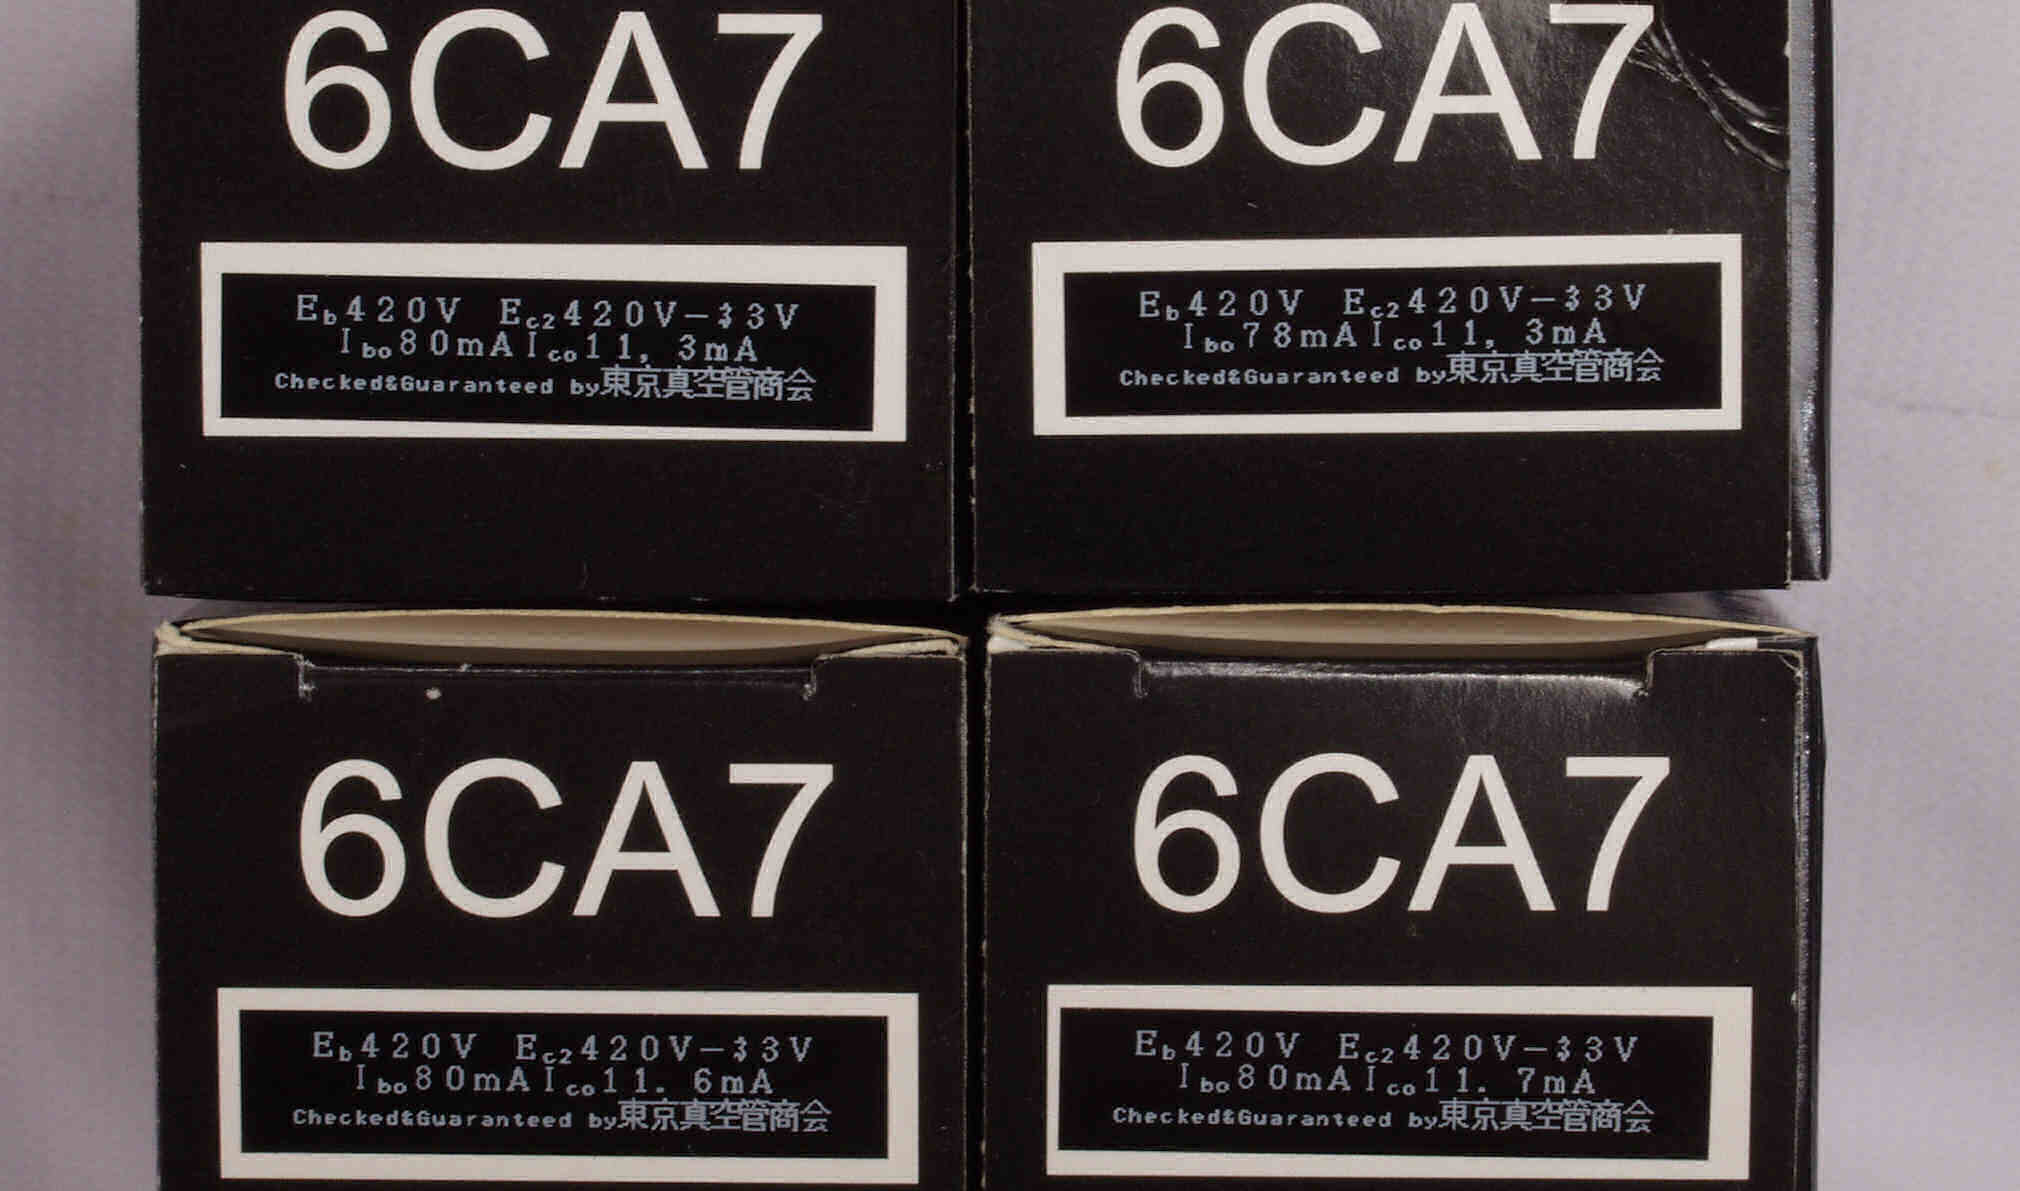 6CA7
Eb420V Ec2420V-33V
Ibo80mAIco11, 3mA
Checked&Guaranteed by東京真空管商会
6CA7
Eb420V Ec2420V-33V
Ibo78mAIco11, 3mA
Checked&Guaranteed by東京真空管商会
6CA7
Eb420V Ec2420V-33V
Ibo80mAIco11. 6mA
Checked&Guaranteed by東京真空管商会
6CA7
Eb420V Ec2420V-33V
Ibo80mAIco11. 7mA
Checked&Guaranteed by東京真空管商会